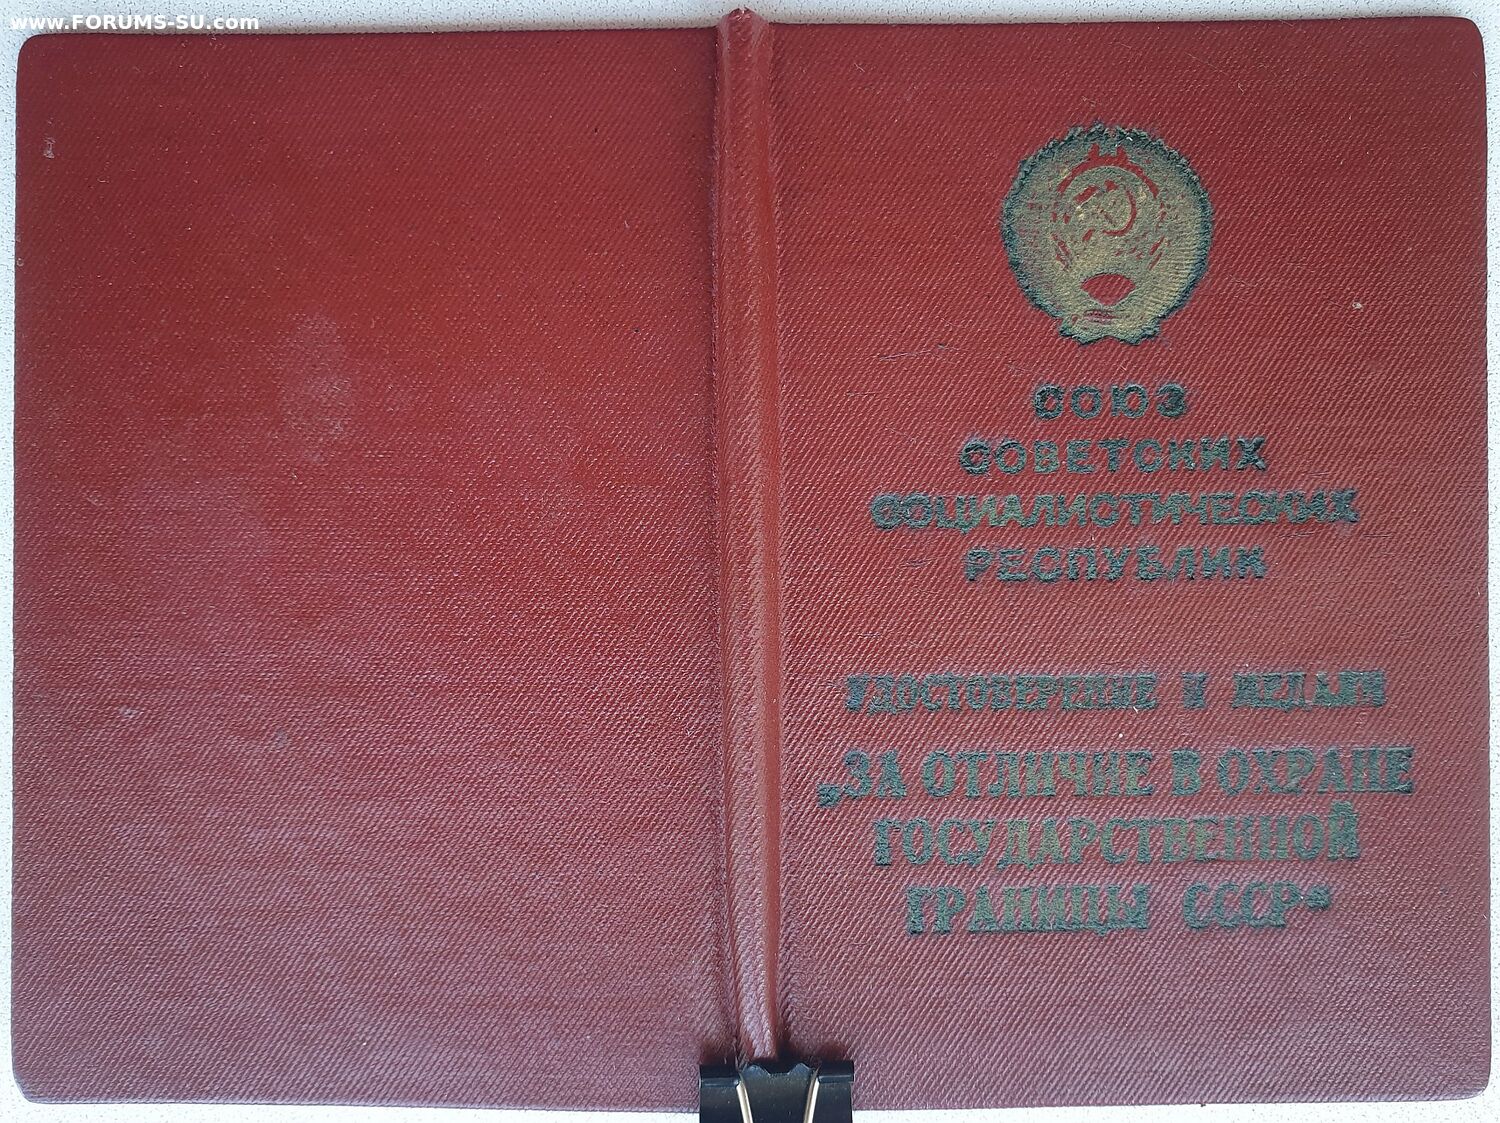 www.FORUMS-SU.com
СОЮЗ
СОВЕТСКИХ
СОЦИАЛИСТИЧЕСКИХ
РЕСПУБЛИК
УДОСТОВЕРЕНИЕ К МЕДАЛИ
„ЗА ОТЛИЧИЕ В ОХРАНЕ
ГОСУДАРСТВЕННОЙ
ГРАНИЦЫ СССР“